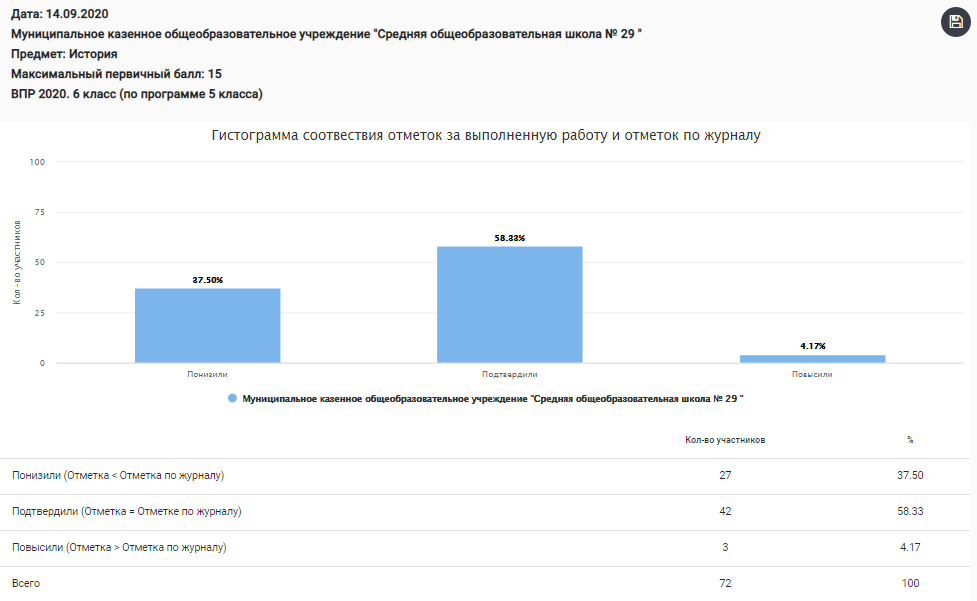 Дата: 14.09.2020
Муниципальное казенное общеобразовательное учреждение "Средняя общеобразовательная школа № 29 "
Предмет: История
Максимальный первичный балл: 15
ВПР 2020. 6 класс (по программе 5 класса)
Гистограмма соотвествия отметок за выполненную работу и отметок по журналу
Кол-во участников
100
75
50
25
0
37.50%
58.33%
4.17%
Понизили
Подтвердили
Повысили
Муниципальное казенное общеобразовательное учреждение "Средняя общеобразовательная школа № 29 "
Кол-во участников %
Понизили (Отметка < Отметка по журналу) 27 37.50
Подтвердили (Отметка = Отметке по журналу) 42 58.33
Повысили (Отметка > Отметка по журналу) 3 4.17
Всего 72 100